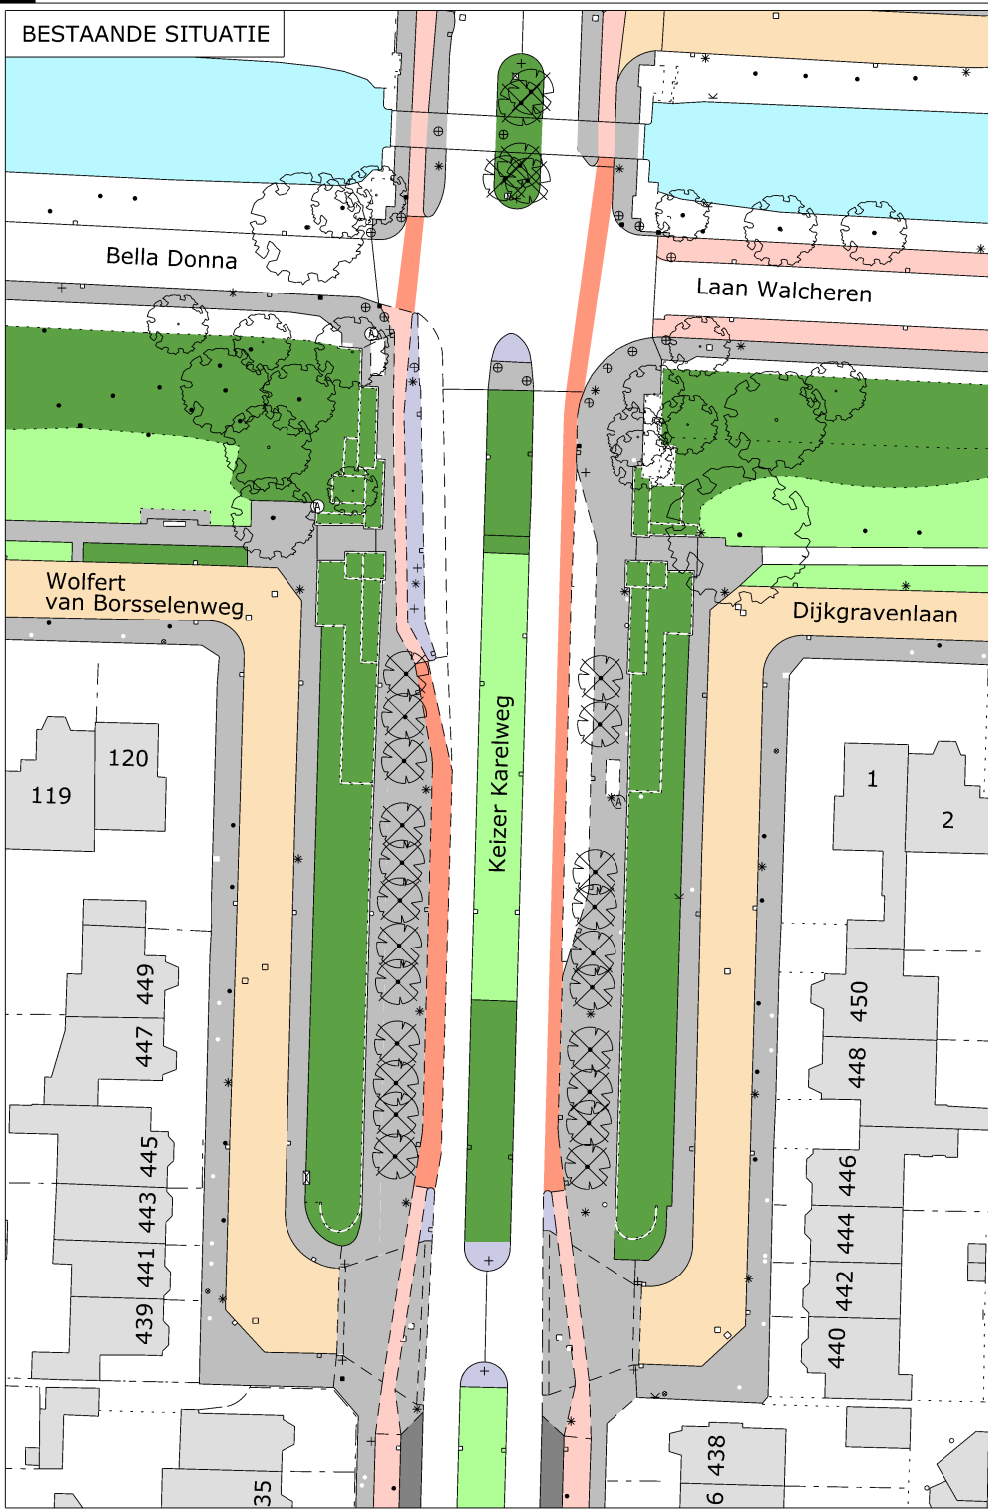 BESTAANDE SITUATIE
Bella Donna
Laan Walcheren
Wolfert
van Borsselenweg
Dijkgravenlaan
Keizer Karelweg
120
119
1
2
449
447
445
443
441
439
35
450
448
446
444
442
440
438
6
A
A
A